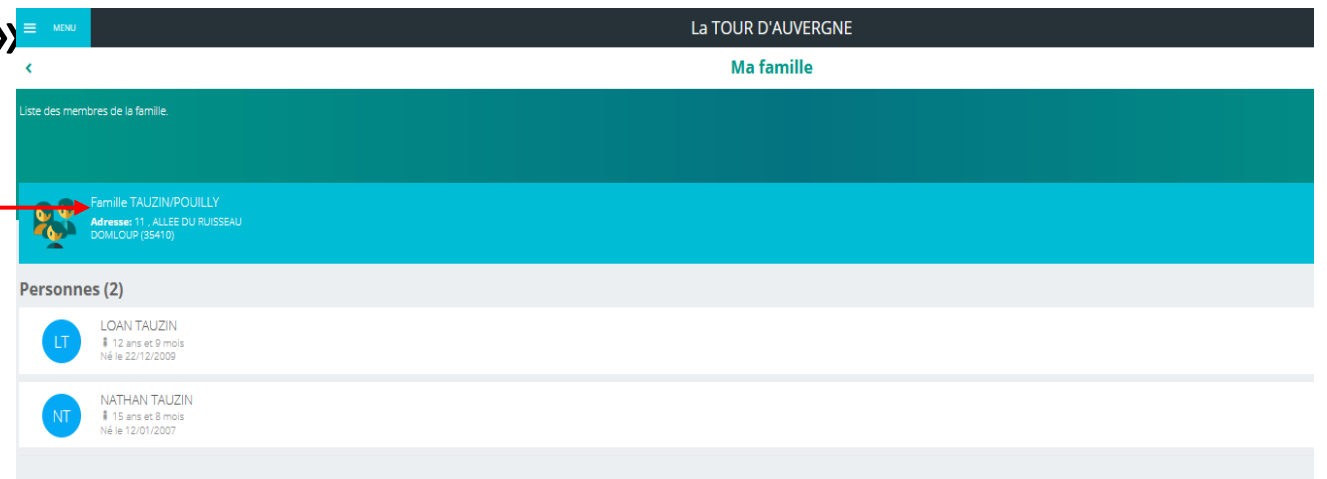 »
MENU
La TOUR D'AUVERGNE
Ma famille
Liste des membres de la famille.
Famille TAUZIN/POUILLY
Adresse: 11 , ALLEE DU RUISSEAU
DOMLOUP (35410)
Personnes (2)
LT
LOAN TAUZIN
12 ans et 9 mois
Né le 22/12/2009
NT
NATHAN TAUZIN
15 ans et 8 mois
Né le 12/01/2007